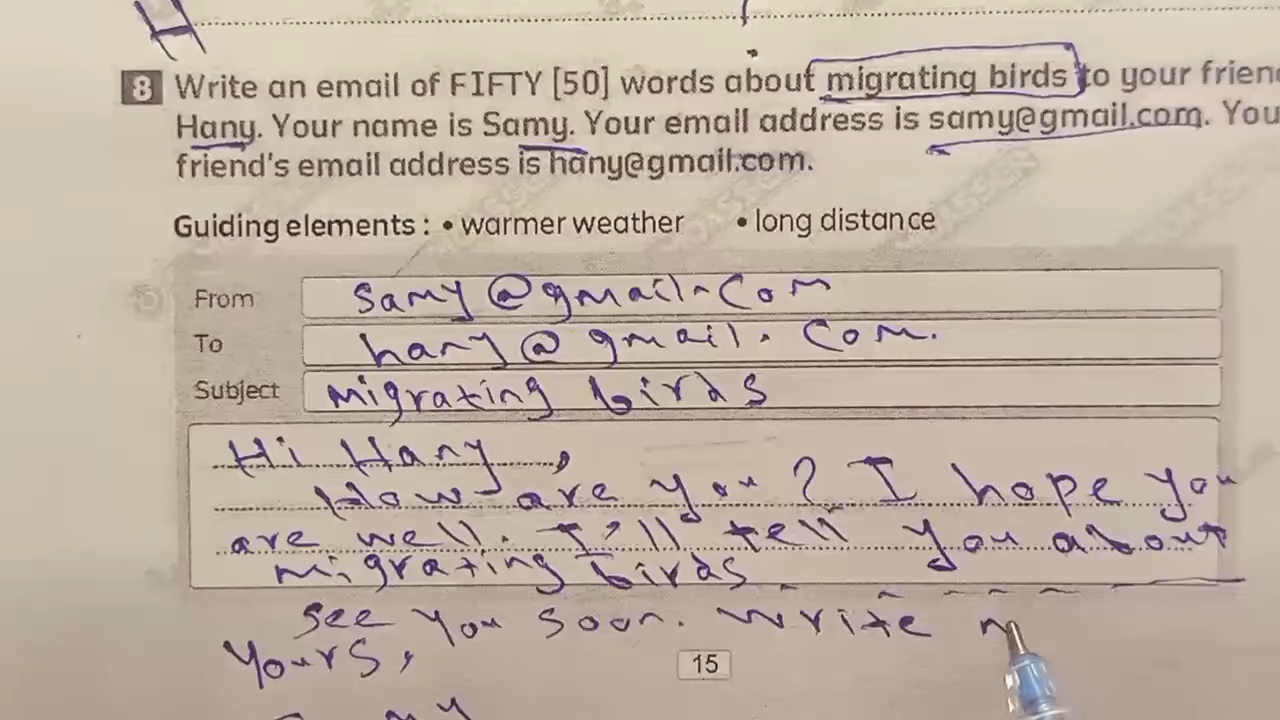 8 Write an email of FIFTY [50] words about migrating birds to your frien
Hany. Your name is Samy. Your email address is samy@gmail.com. You
friend's email address is hany@gmail.com.
Guiding elements : • warmer weather • long distance
From samy@gmail.com
To hany@gmail.com.
Subject Migrating birds
Hi Hany,
How are you? I hope you
are well. I'll tell you about
migrating birds.
see you soon. Write
Yours,
15